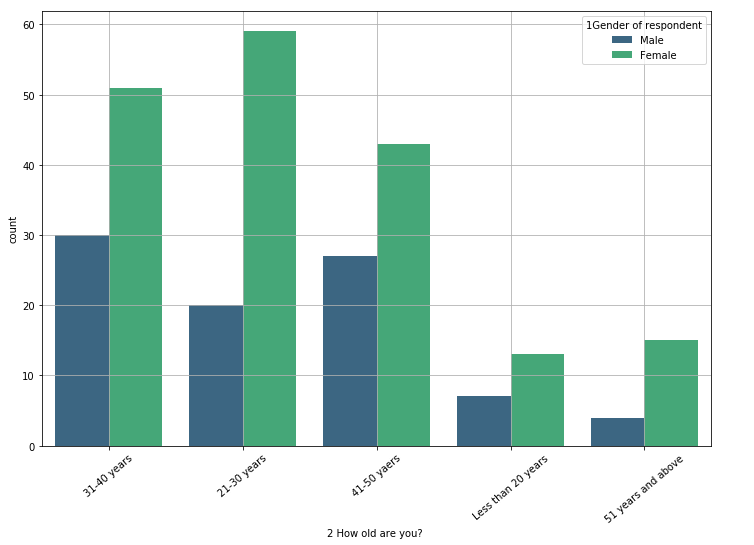 1Gender of respondent
Male
Female
60
50
40
30
20
10
0
count
31-40 years
21-30 years
41-50 yaers
Less than 20 years
51 years and above
2 How old are you?